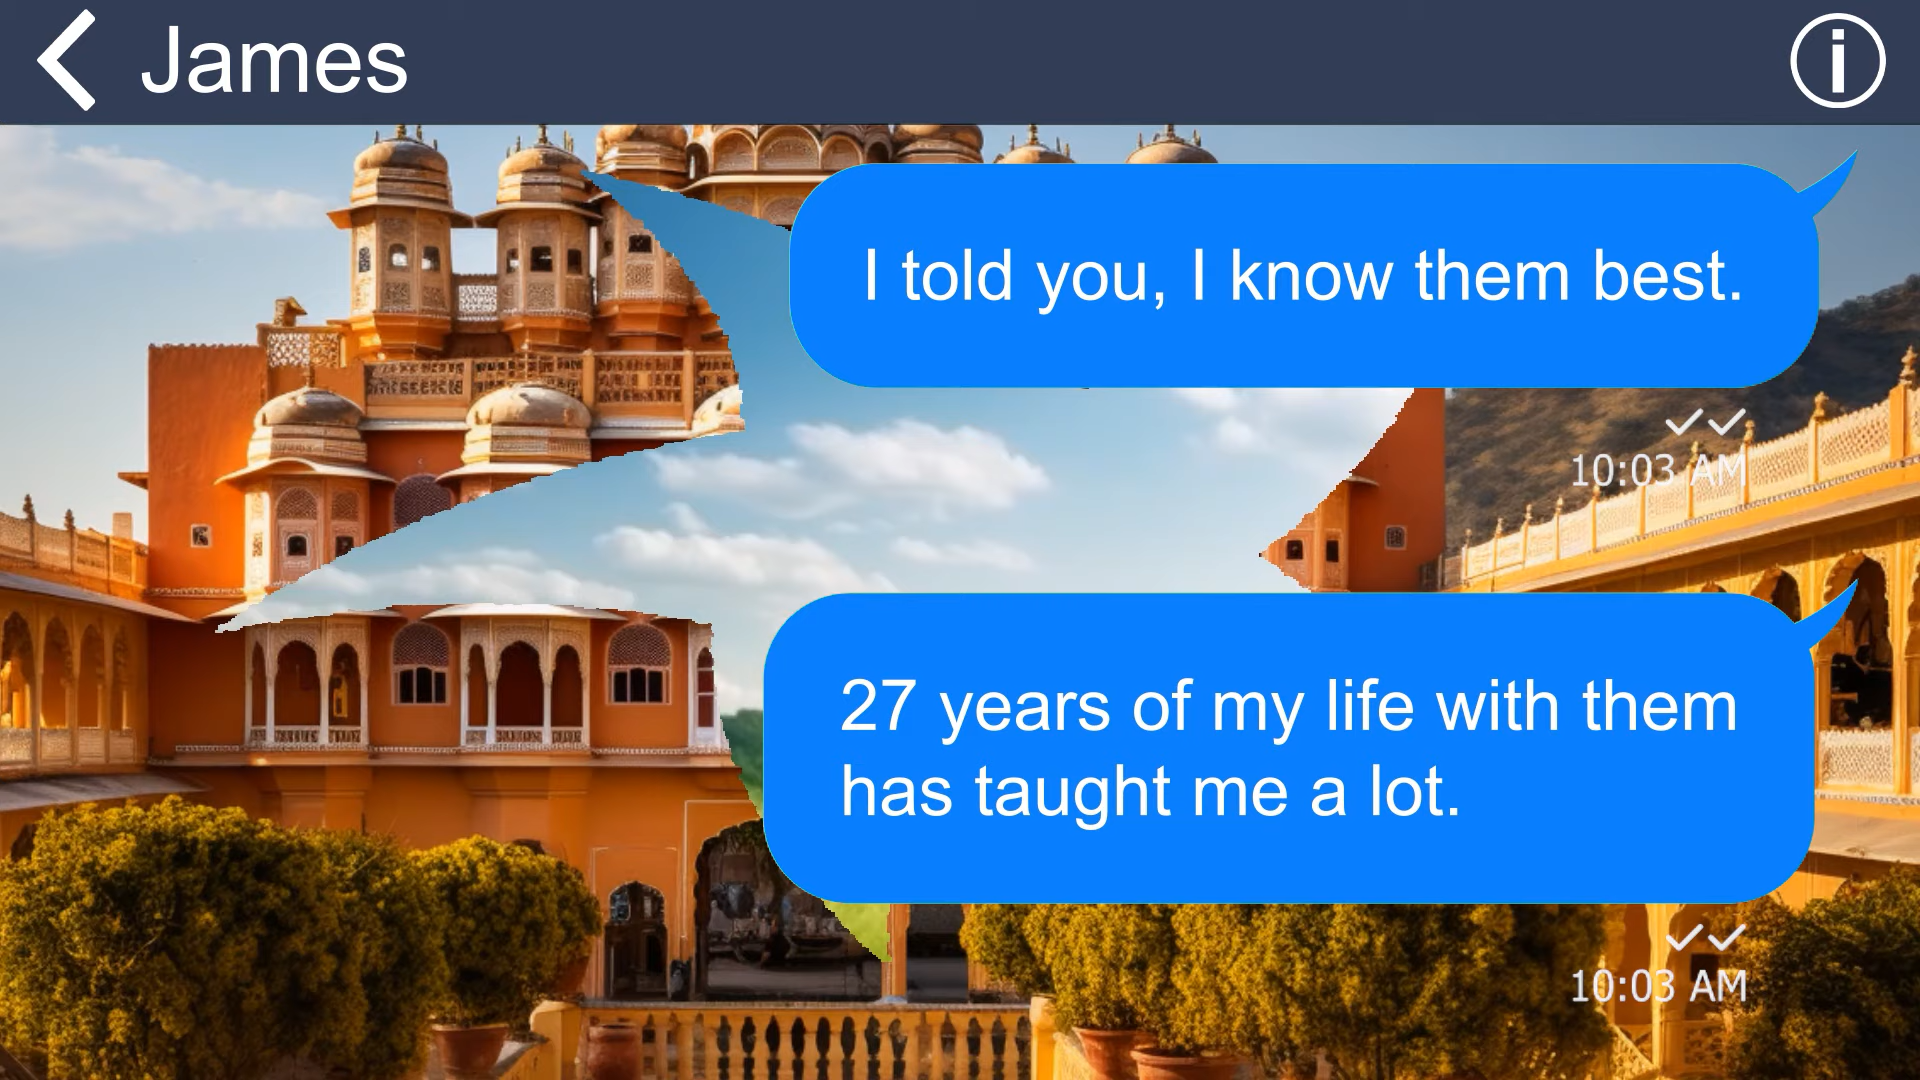 James
I told you, I know them best.
10:03 AM
27 years of my life with them
has taught me a lot.
10:03 AM